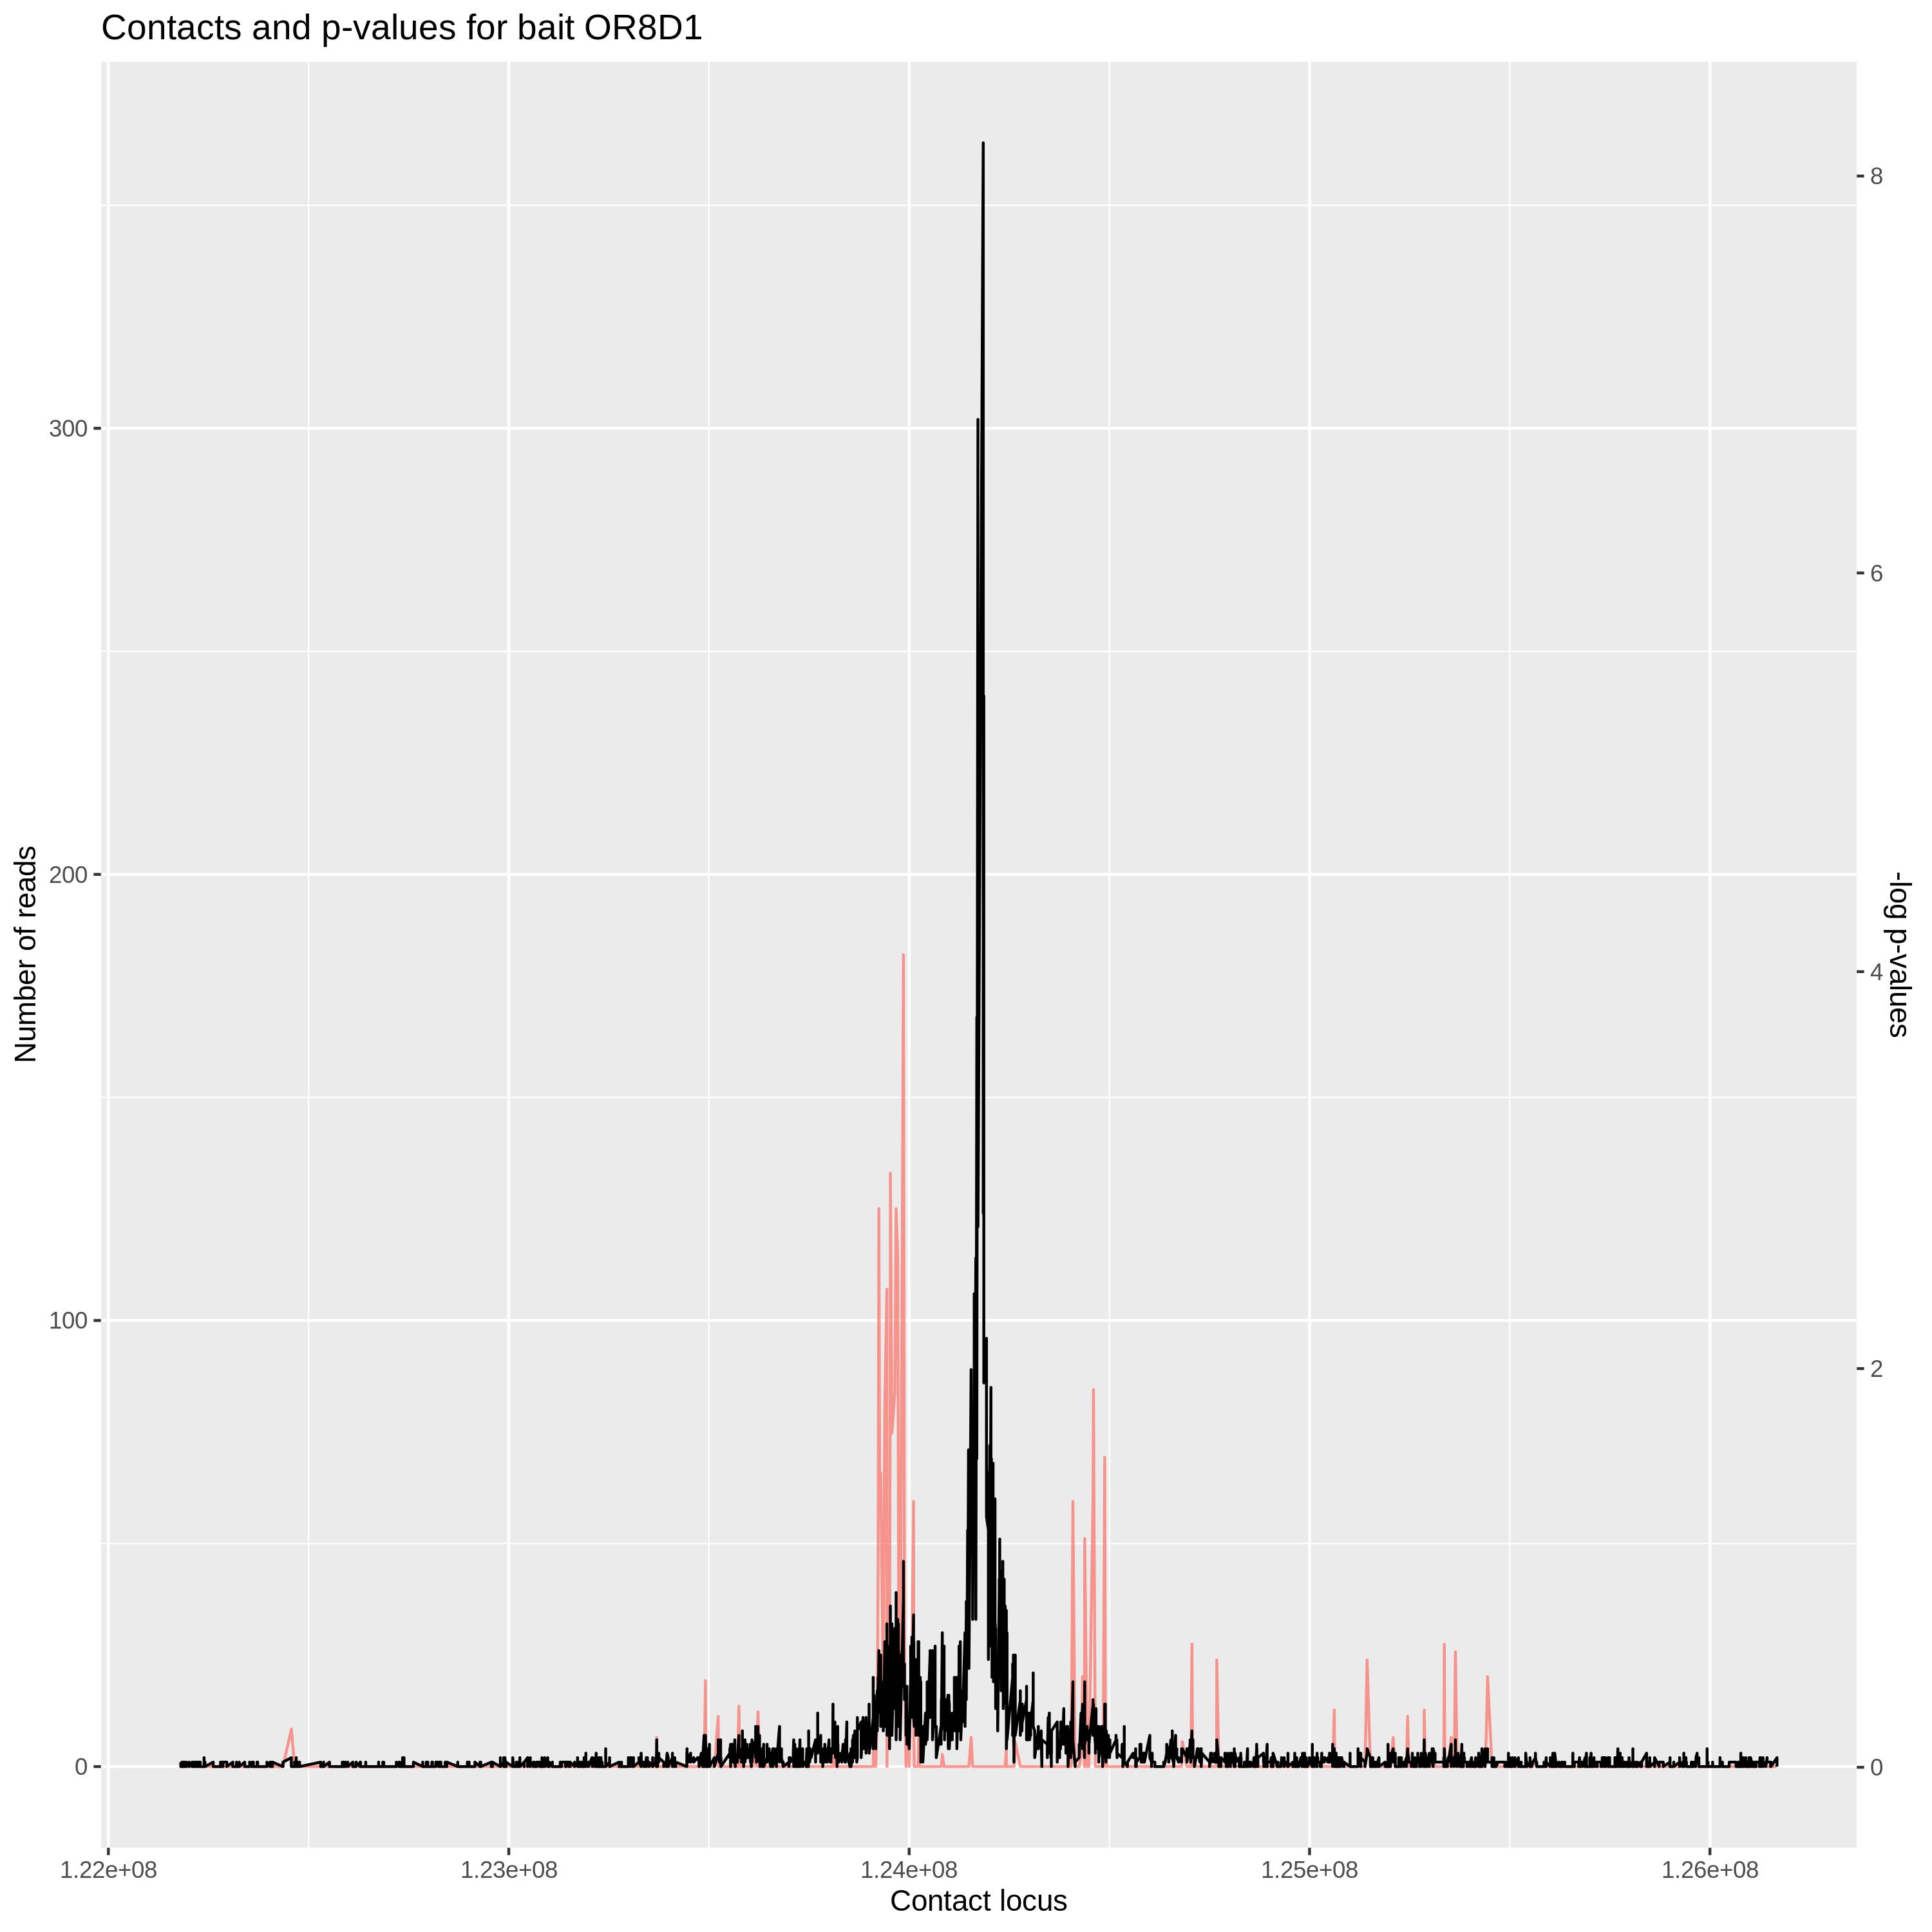 Contacts and p-values for bait OR8D1
Number of reads
300
200
100
0
8
6
4
2
0
-log p-values
1.22e+08 1.23e+08 1.24e+08 1.25e+08 1.26e+08
Contact locus